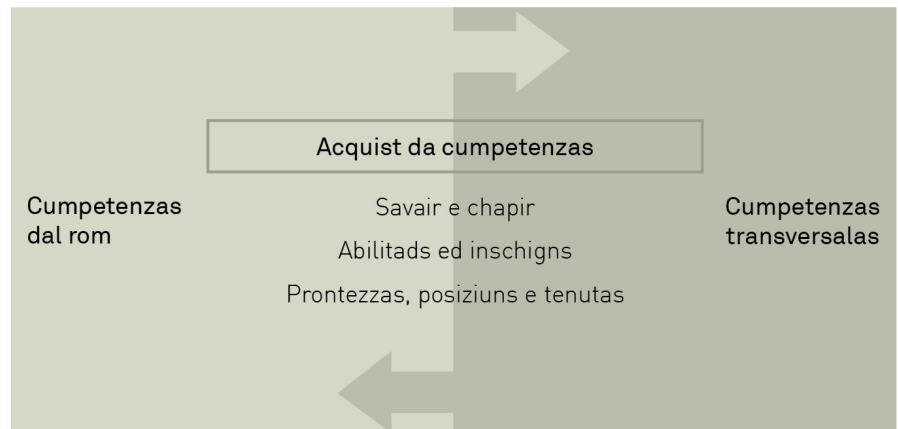 Acquist da cumpetenzas
Cumpetenzas
dal rom
Savair e chapir
Abilitads ed inschigns
Prontezzas, posiziuns e tenutas
Cumpetenzas
transversalas